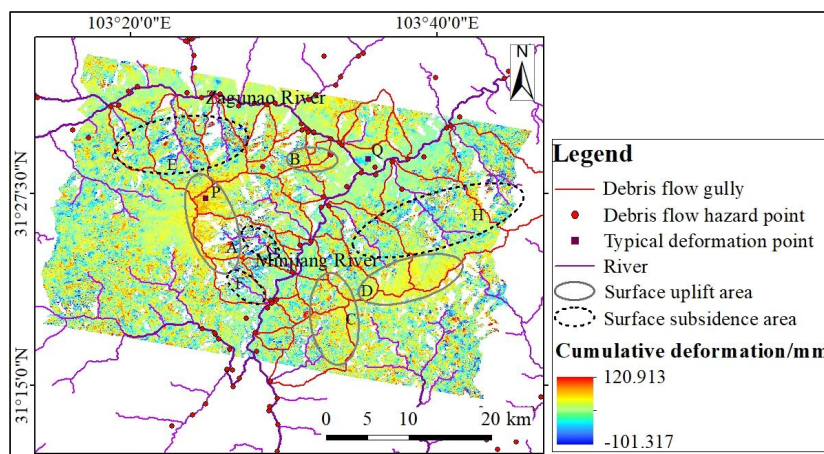 103°20'0"E
103°40'0"E
N
Zagunao River
Q
B
E
31°27'30"N
P
H
A
G
Minjiang River
F
D
C
31°15'0"N
0 5 10 20 km
Legend
Debris flow gully
Debris flow hazard point
Typical deformation point
River
Surface uplift area
Surface subsidence area
Cumulative deformation/mm
120.913
-101.317